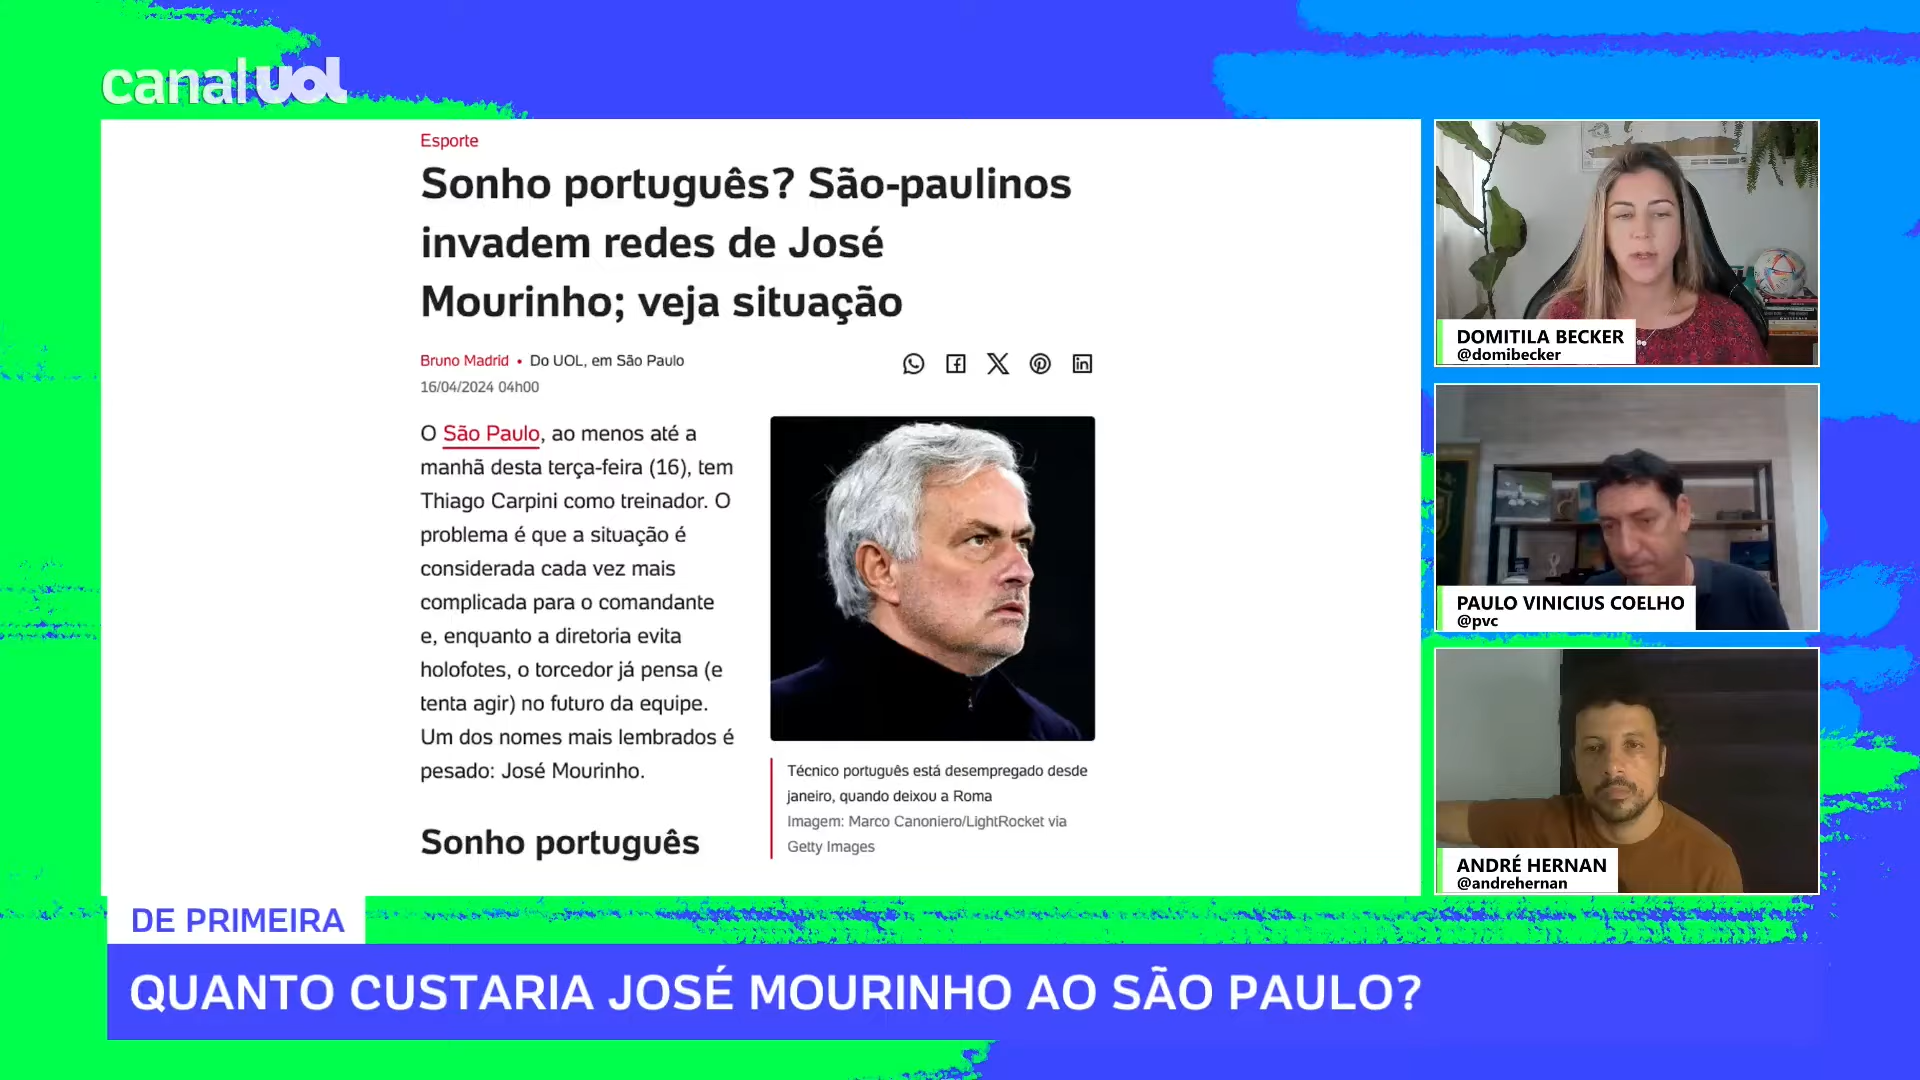 canal uol
Esporte
Sonho português? São-paulinos
invadem redes de José
Mourinho; veja situação
Bruno Madrid • Do UOL, em São Paulo
16/04/2024 04h00
O São Paulo, ao menos até a
manhã desta terça-feira (16), tem
Thiago Carpini como treinador. O
problema é que a situação é
considerada cada vez mais
complicada para o comandante
e, enquanto a diretoria evita
holofotes, o torcedor já pensa (e
tenta agir) no futuro da equipe.
Um dos nomes mais lembrados é
pesado: José Mourinho.
Técnico português está desempregado desde
janeiro, quando deixou a Roma
Imagem: Marco Canoniero/LightRocket via
Getty Images
Sonho português
DOMITILA BECKER
@domibecker
PAULO VINICIUS COELHO
@pvc
ANDRÉ HERNAN
@andrehernan
DE PRIMEIRA
QUANTO CUSTARIA JOSÉ MOURINHO AO SÃO PAULO?